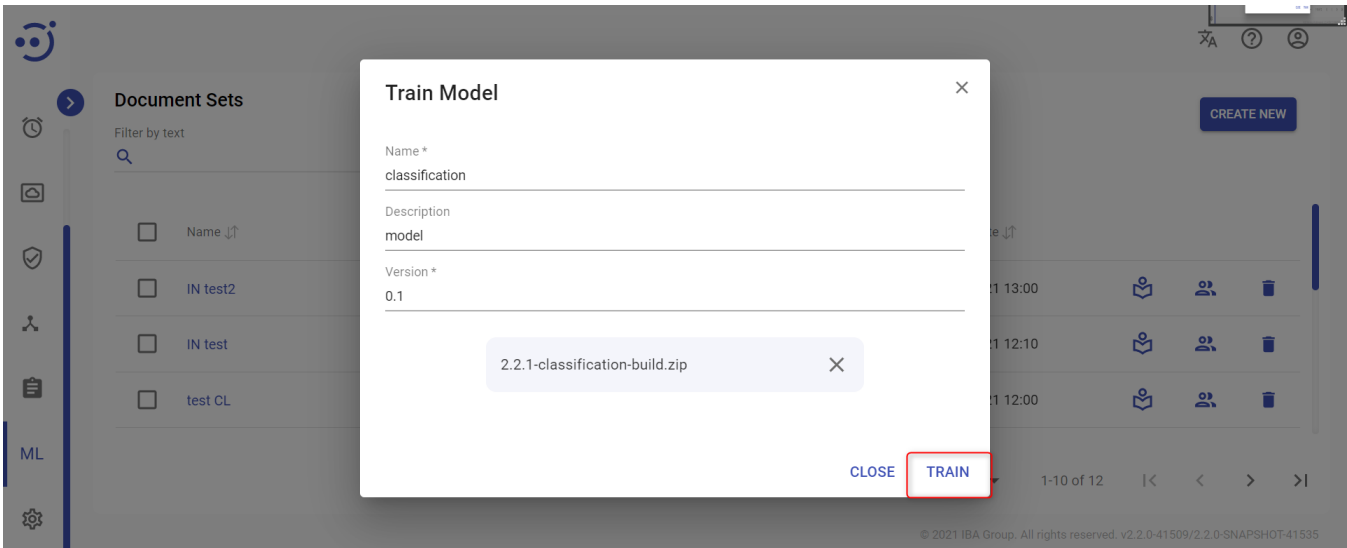 Document Sets
CREATE NEW
Filter by text
Name
te
IN test2
21 13:00
IN test
21 12:10
test CL
21 12:00
ML
1-10 of 12
© 2021 IBA Group. All rights reserved. v2.2.0-41509/2.2.0-SNAPSHOT-41535
Train Model
Name *
classification
Description
model
Version *
0.1
2.2.1-classification-build.zip
CLOSE TRAIN